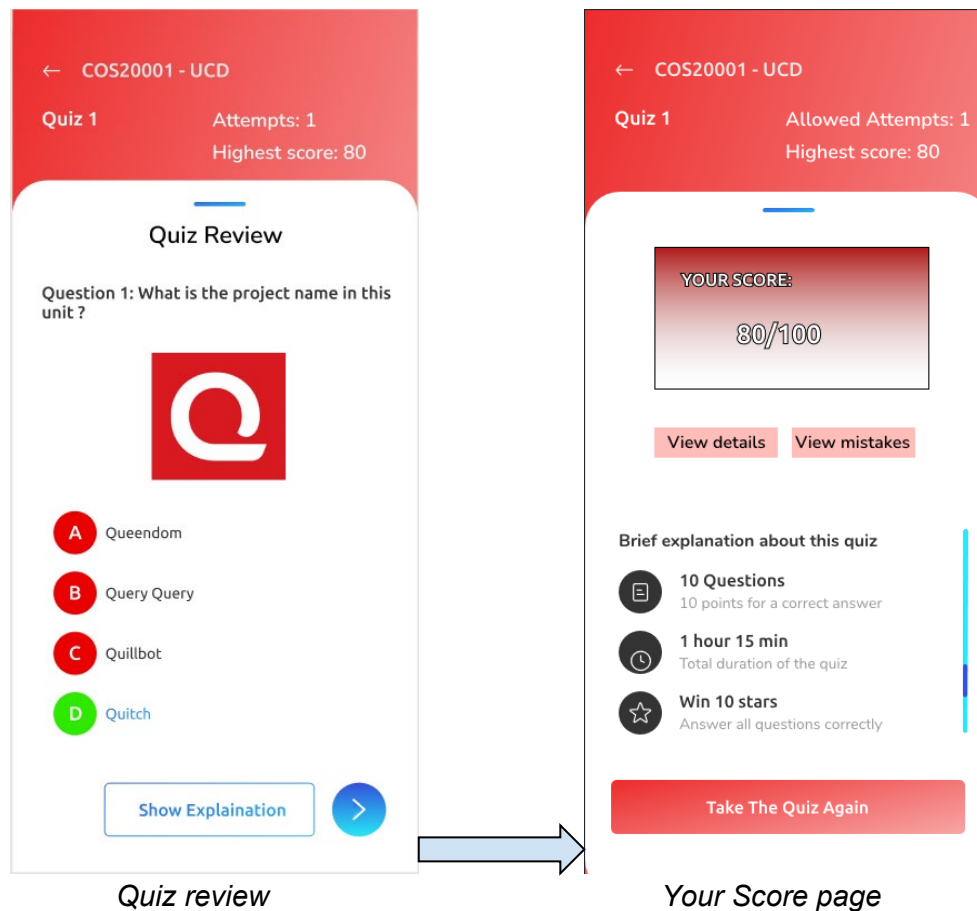 ← COS20001 - UCD
Quiz 1
Attempts: 1
Highest score: 80
Quiz Review
Question 1: What is the project name in this
unit ?
A Queendom
B Query Query
C Quillbot
D Quitch
Show Explaination
Quiz review
← COS20001 - UCD
Quiz 1
Allowed Attempts: 1
Highest score: 80
YOUR SCORE:
80/100
View details
View mistakes
Brief explanation about this quiz
10 Questions
10 points for a correct answer
1 hour 15 min
Total duration of the quiz
Win 10 stars
Answer all questions correctly
Take The Quiz Again
Your Score page